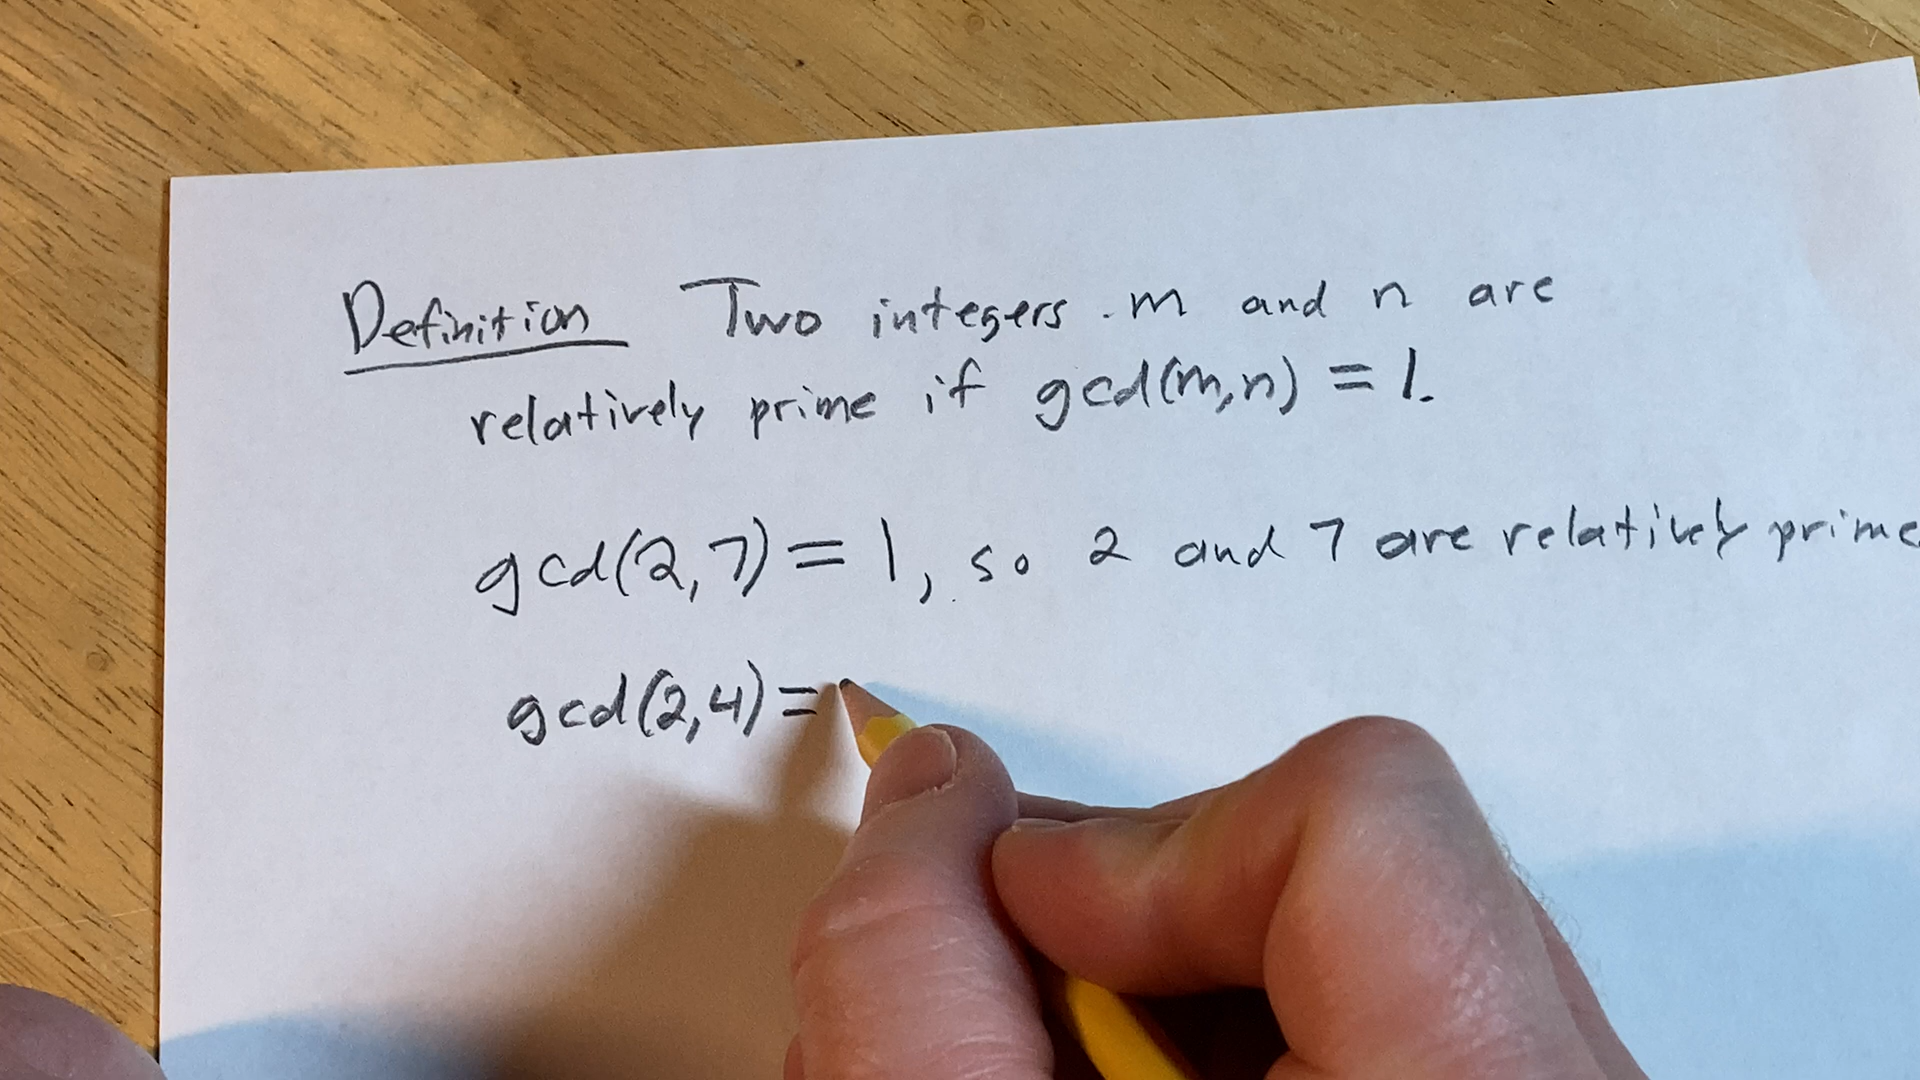 Definition Two integers m and n are
relatively prime if gcd(m,n) = 1.
gcd(2,7) = 1, so 2 and 7 are relatively prime
gcd(2,4) =